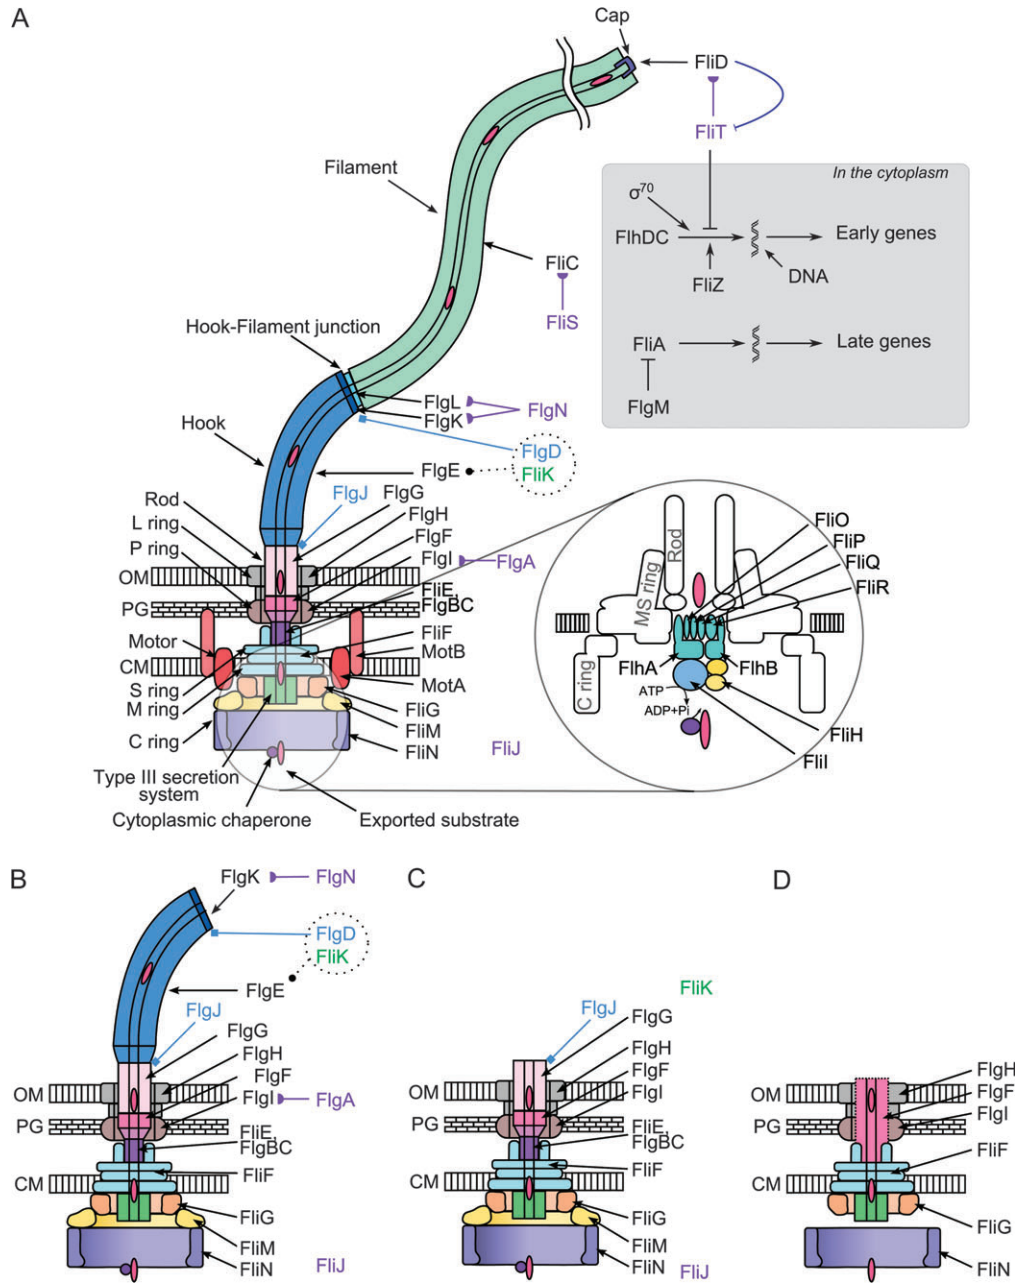 A
Cap
FliD
FliT
Filament
In the cytoplasm
σ70
FlhDC
Early genes
FliZ
DNA
FliC
FliS
FliA
Late genes
FlgM
Hook-Filament junction
FlgL
FlgK
FlgN
Hook
FlgD
FliK
FlgE
FlgJ
FlgG
Rod
FlgH
L ring
FlgF
P ring
FlgI
FlgA
OM
FliE
PG
FlgBC
Motor
FliF
CM
MotB
S ring
MotA
M ring
FliG
C ring
FliM
FliN
FliJ
Type III secretion
system
Cytoplasmic chaperone
Exported substrate
FliO
FliP
FliQ
FliR
Rod
MS ring
C ring
FlhA
FlhB
ATP
ADP+Pi
FliH
FliI
B
FlgK
FlgN
FlgD
FliK
FlgE
FlgJ
FlgG
FlgH
FlgF
OM
FlgI
FlgA
PG
FliE
FlgBC
CM
FliF
FliG
FliM
FliN
FliJ
C
FliK
FlgJ
FlgG
FlgH
FlgF
OM
FlgI
PG
FliE
FlgBC
FliF
CM
FliG
FliM
FliN
FliJ
D
FlgH
OM
FlgF
FlgI
PG
FliF
CM
FliG
FliN